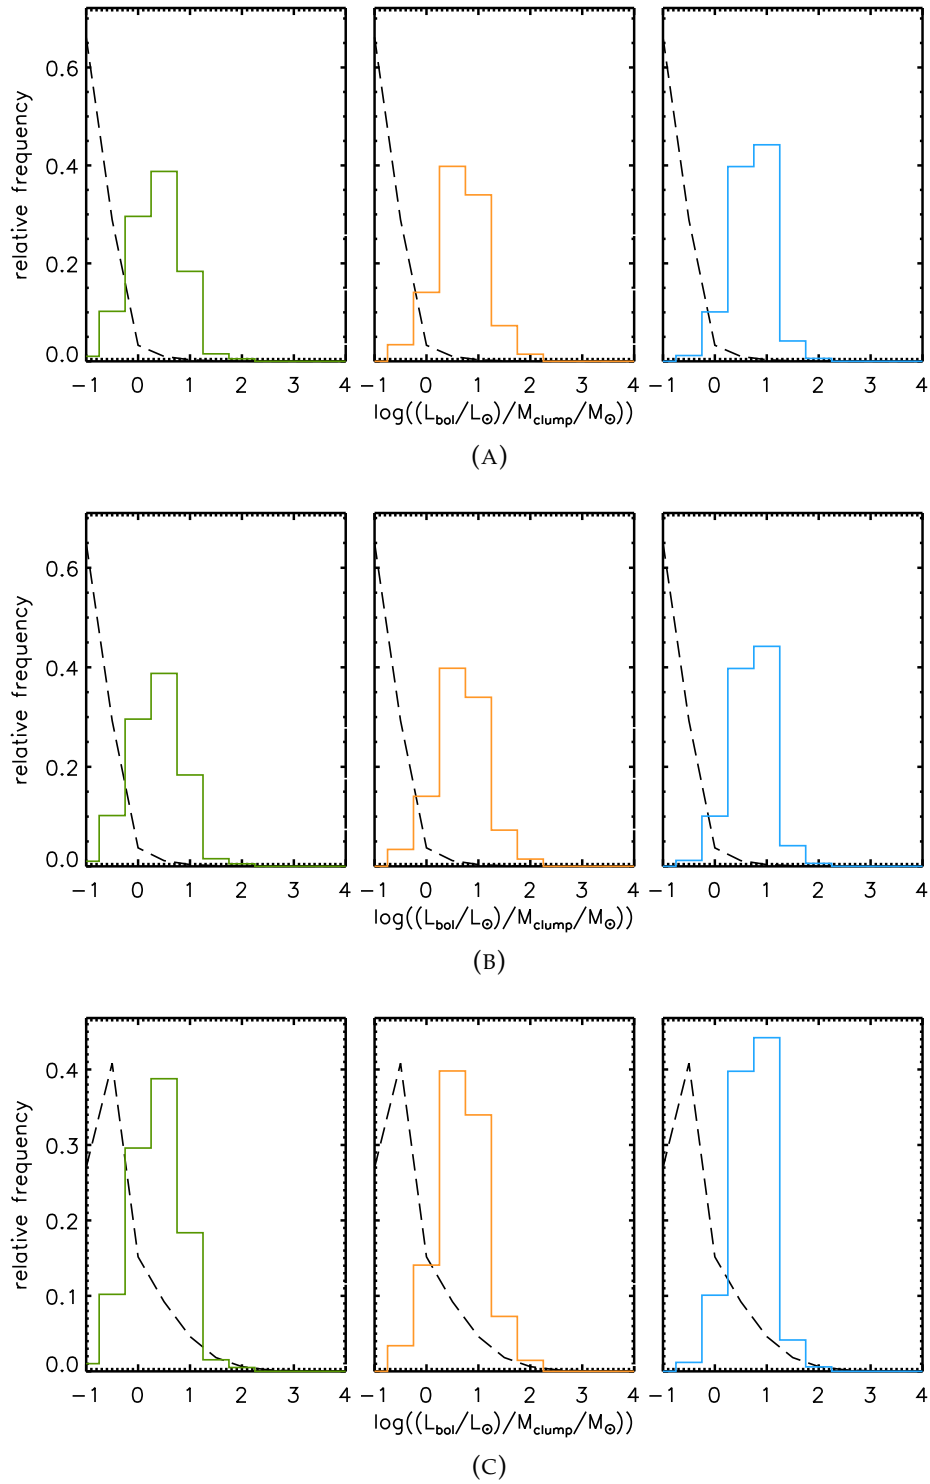 relative frequency
0.6
0.4
0.2
0.0
−1 0 1 2 3 4 −1 0 1 2 3 4 −1 0 1 2 3 4
log((L_bol/L_⊙)/M_clump/M_⊙))
(A)
relative frequency
0.6
0.4
0.2
0.0
−1 0 1 2 3 4 −1 0 1 2 3 4 −1 0 1 2 3 4
log((L_bol/L_⊙)/M_clump/M_⊙))
(B)
relative frequency
0.4
0.3
0.2
0.1
0.0
−1 0 1 2 3 4 −1 0 1 2 3 4 −1 0 1 2 3 4
log((L_bol/L_⊙)/M_clump/M_⊙))
(C)